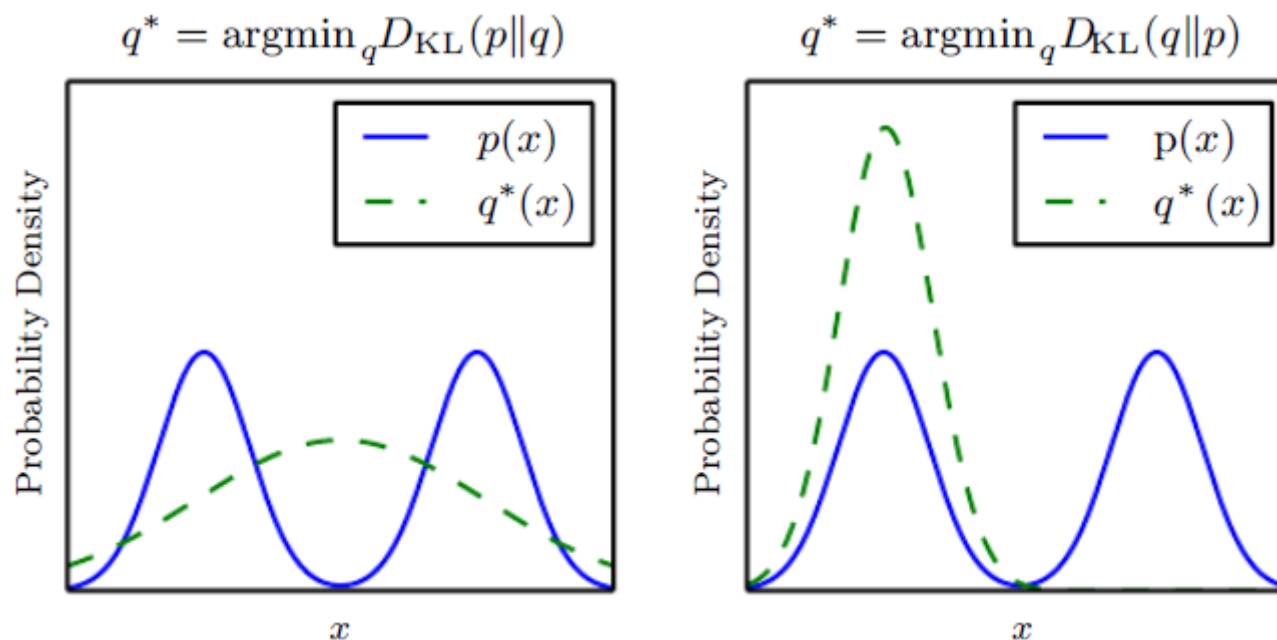 q* = argmin_q D_KL(p‖q)
p(x)
q*(x)
Probability Density
x
q* = argmin_q D_KL(q‖p)
p(x)
q*(x)
Probability Density
x